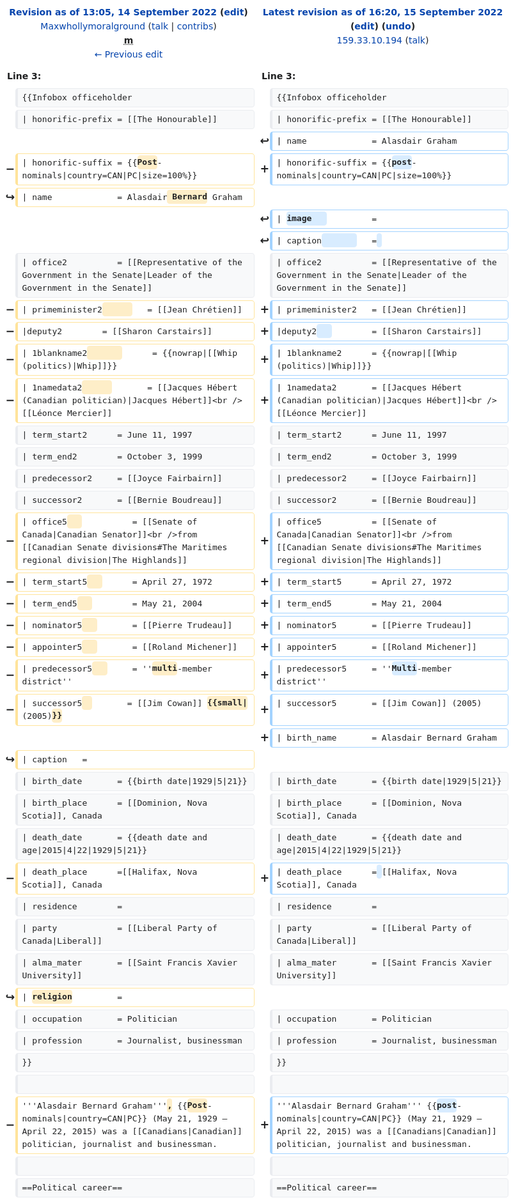 Revision as of 13:05, 14 September 2022 (edit)
Maxwhollymoralground (talk | contribs)
m
← Previous edit
Latest revision as of 16:20, 15 September 2022
(edit) (undo)
159.33.10.194 (talk)
Line 3:
Line 3:
{{Infobox officeholder
{{Infobox officeholder
| honorific-prefix = [[The Honourable]]
| honorific-prefix = [[The Honourable]]
| name = Alasdair Graham
| honorific-suffix = {{Post-
nominals|country=CAN|PC|size=100%}}
| honorific-suffix = {{post-
nominals|country=CAN|PC|size=100%}}
| name = Alasdair Bernard Graham
| image =
| caption =
| office2 = [[Representative of the
Government in the Senate|Leader of the
Government in the Senate]]
| office2 = [[Representative of the
Government in the Senate|Leader of the
Government in the Senate]]
| primeminister2 = [[Jean Chrétien]]
| primeminister2 = [[Jean Chrétien]]
|deputy2 = [[Sharon Carstairs]]
|deputy2 = [[Sharon Carstairs]]
| 1blankname2 = {{nowrap|[[Whip
(politics)|Whip]]}}
| 1blankname2 = {{nowrap|[[Whip
(politics)|Whip]]}}
| 1namedata2 = [[Jacques Hébert
(Canadian politician)|Jacques Hébert]]<br />
[[Léonce Mercier]]
| 1namedata2 = [[Jacques Hébert
(Canadian politician)|Jacques Hébert]]<br />
[[Léonce Mercier]]
| term_start2 = June 11, 1997
| term_start2 = June 11, 1997
| term_end2 = October 3, 1999
| term_end2 = October 3, 1999
| predecessor2 = [[Joyce Fairbairn]]
| predecessor2 = [[Joyce Fairbairn]]
| successor2 = [[Bernie Boudreau]]
| successor2 = [[Bernie Boudreau]]
| office5 = [[Senate of
Canada|Canadian Senator]]<br />from
[[Canadian Senate divisions#The Maritimes
regional division|The Highlands]]
| office5 = [[Senate of
Canada|Canadian Senator]]<br />from
[[Canadian Senate divisions#The Maritimes
regional division|The Highlands]]
| term_start5 = April 27, 1972
| term_start5 = April 27, 1972
| term_end5 = May 21, 2004
| term_end5 = May 21, 2004
| nominator5 = [[Pierre Trudeau]]
| nominator5 = [[Pierre Trudeau]]
| appointer5 = [[Roland Michener]]
| appointer5 = [[Roland Michener]]
| predecessor5 = ''multi-member
district''
| predecessor5 = ''Multi-member
district''
| successor5 = [[Jim Cowan]] {{small|
(2005)}}
| successor5 = [[Jim Cowan]] (2005)
| birth_name = Alasdair Bernard Graham
| caption =
| birth_date = {{birth date|1929|5|21}}
| birth_date = {{birth date|1929|5|21}}
| birth_place = [[Dominion, Nova
Scotia]], Canada
| birth_place = [[Dominion, Nova
Scotia]], Canada
| death_date = {{death date and
age|2015|4|22|1929|5|21}}
| death_date = {{death date and
age|2015|4|22|1929|5|21}}
| death_place =[[Halifax, Nova
Scotia]], Canada
| death_place = [[Halifax, Nova
Scotia]], Canada
| residence =
| residence =
| party = [[Liberal Party of
Canada|Liberal]]
| party = [[Liberal Party of
Canada|Liberal]]
| alma_mater = [[Saint Francis Xavier
University]]
| alma_mater = [[Saint Francis Xavier
University]]
| religion =
| occupation = Politician
| occupation = Politician
| profession = Journalist, businessman
| profession = Journalist, businessman
}}
}}
'''Alasdair Bernard Graham''', {{Post-
nominals|country=CAN|PC}} (May 21, 1929 –
April 22, 2015) was a [[Canadians|Canadian]]
politician, journalist and businessman.
'''Alasdair Bernard Graham''' {{post-
nominals|country=CAN|PC}} (May 21, 1929 –
April 22, 2015) was a [[Canadians|Canadian]]
politician, journalist and businessman.
==Political career==
==Political career==